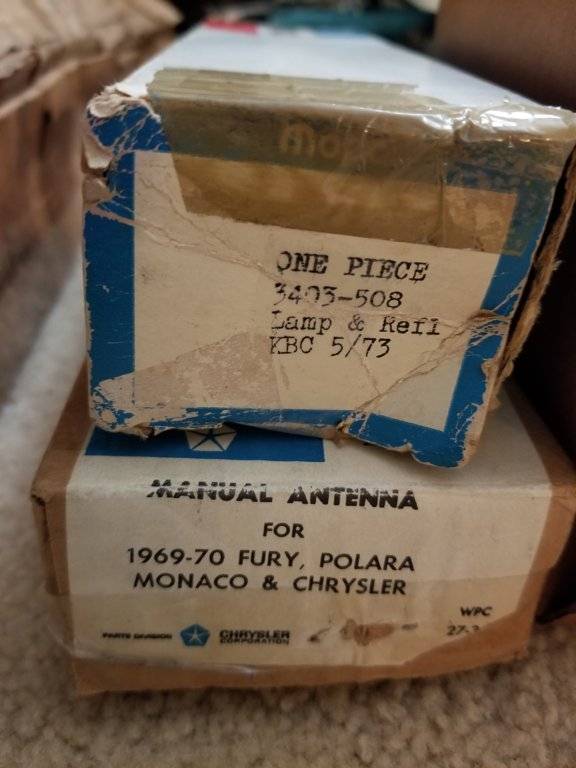 Mopar
ONE PIECE
3403-508
Lamp & Refl
KBC 5/73
MANUAL ANTENNA
FOR
1969-70 FURY, POLARA
MONACO & CHRYSLER
WPC
PARTS DIVISION CHRYSLER
CORPORATION